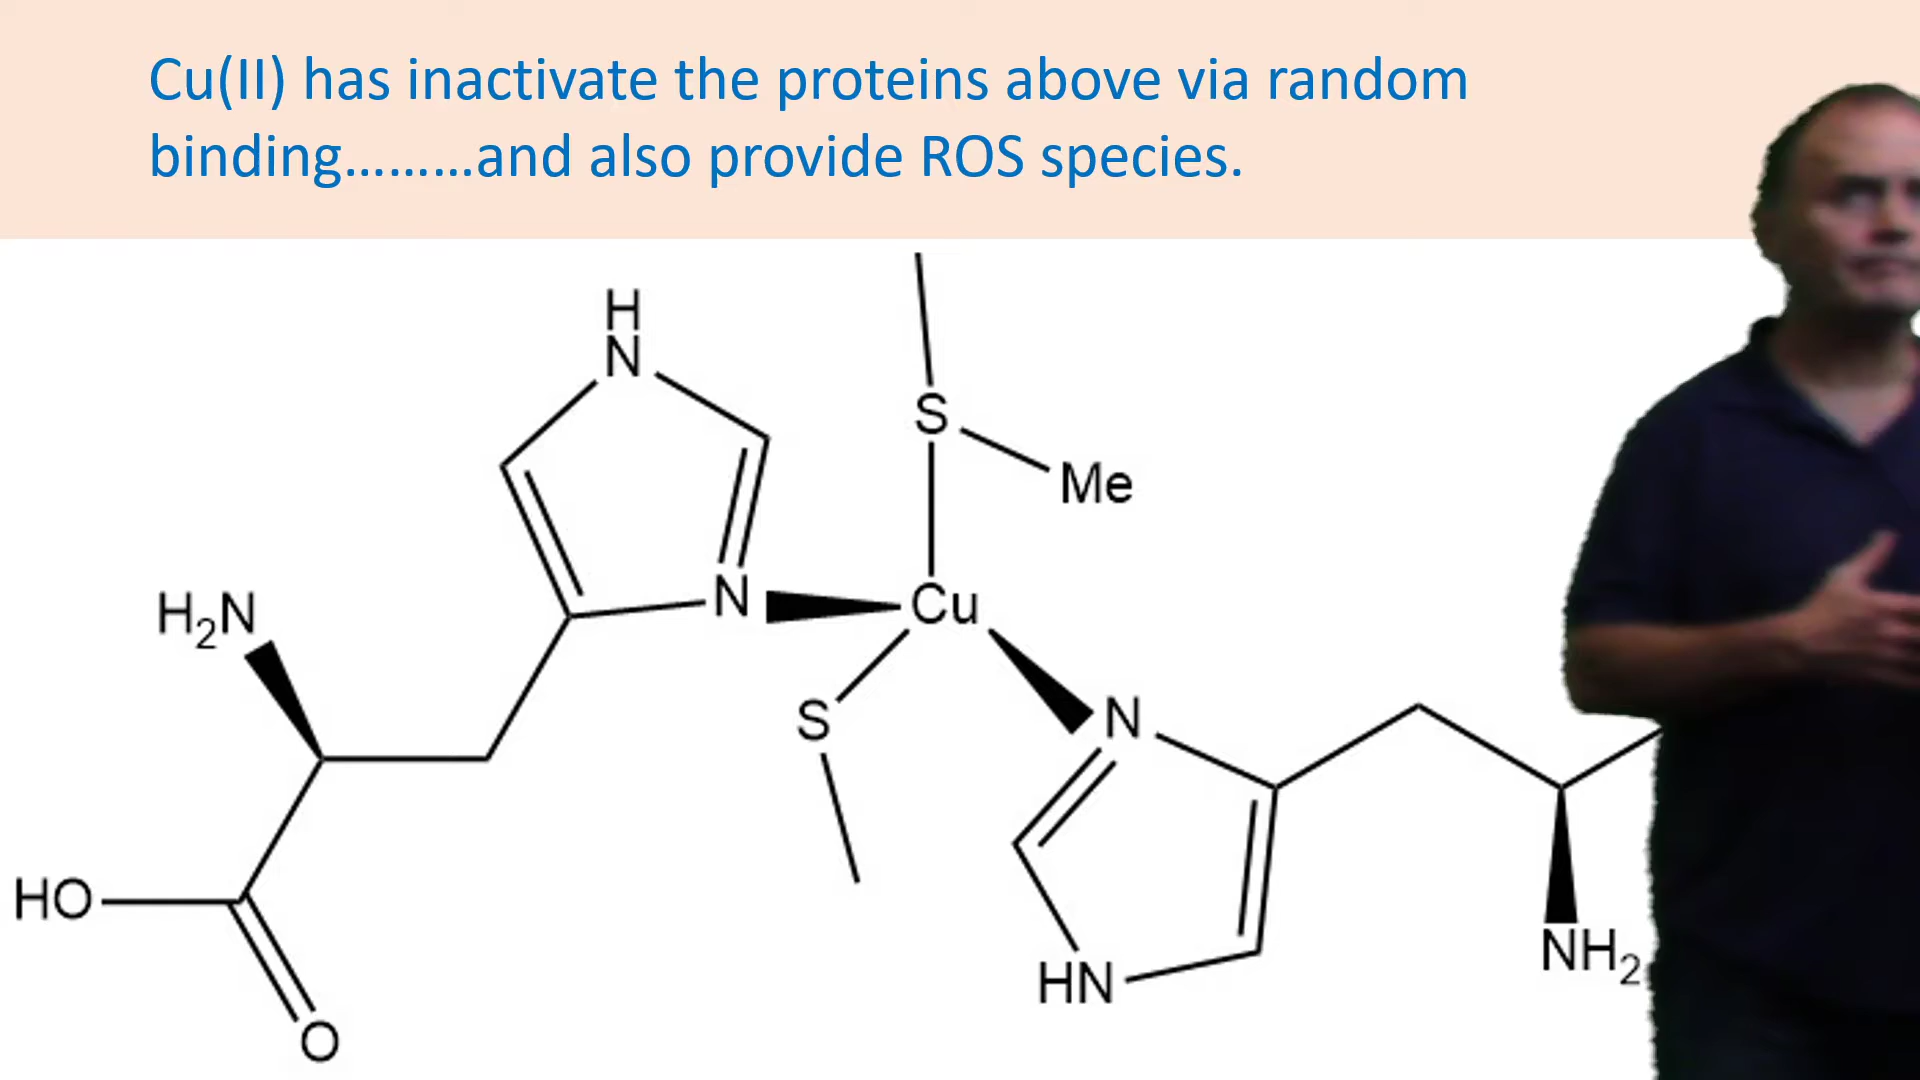 Cu(II) has inactivate the proteins above via random
binding………and also provide ROS species.
H
N
S
Me
H₂N
N
Cu
S
N
HO
NH₂
HN
O